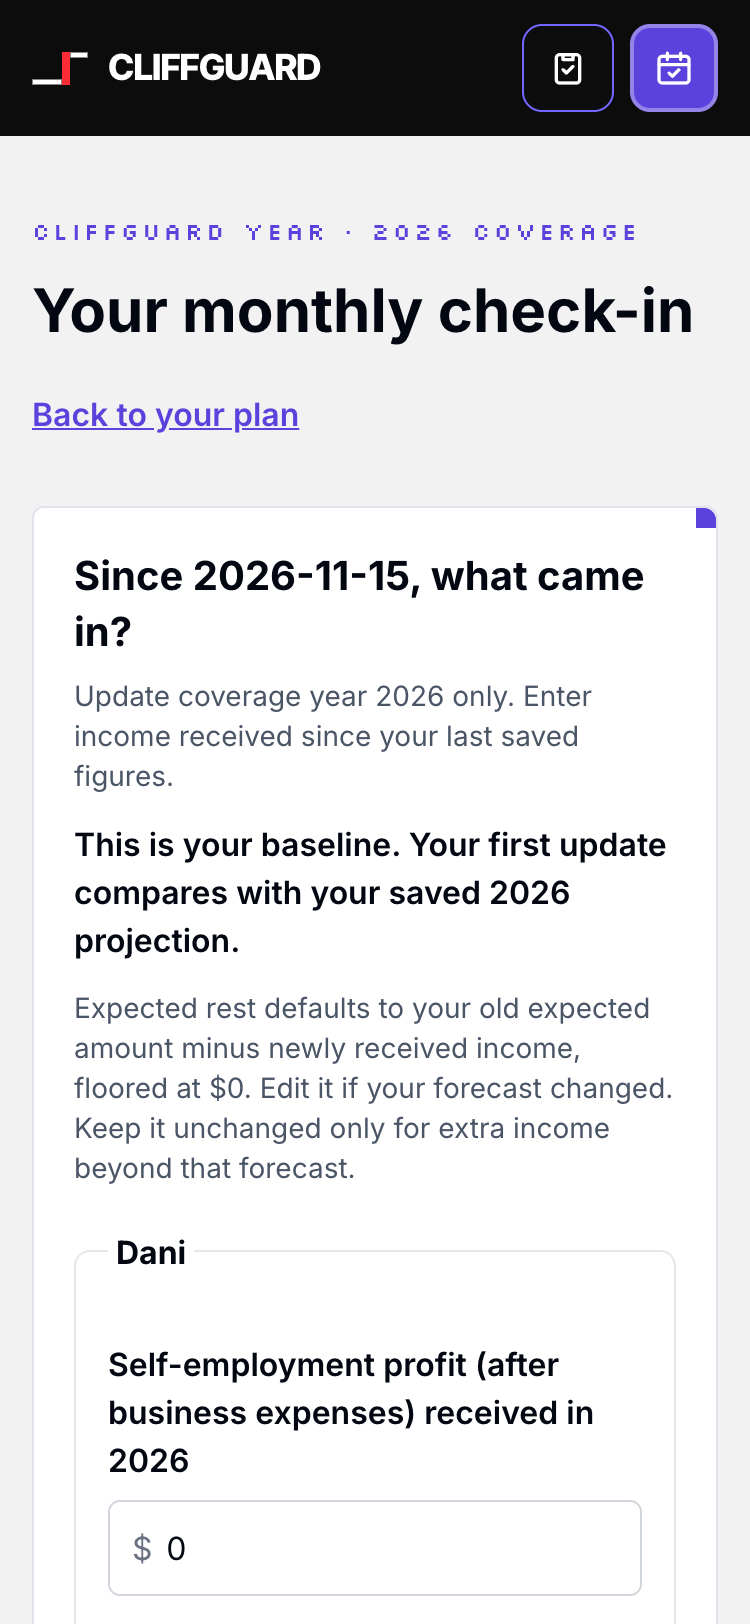 CLIFFGUARD
CLIFFGUARD YEAR · 2026 COVERAGE
Your monthly check-in
Back to your plan
Since 2026-11-15, what came
in?
Update coverage year 2026 only. Enter
income received since your last saved
figures.
This is your baseline. Your first update
compares with your saved 2026
projection.
Expected rest defaults to your old expected
amount minus newly received income,
floored at $0. Edit it if your forecast changed.
Keep it unchanged only for extra income
beyond that forecast.
Dani
Self-employment profit (after
business expenses) received in
2026
$ 0